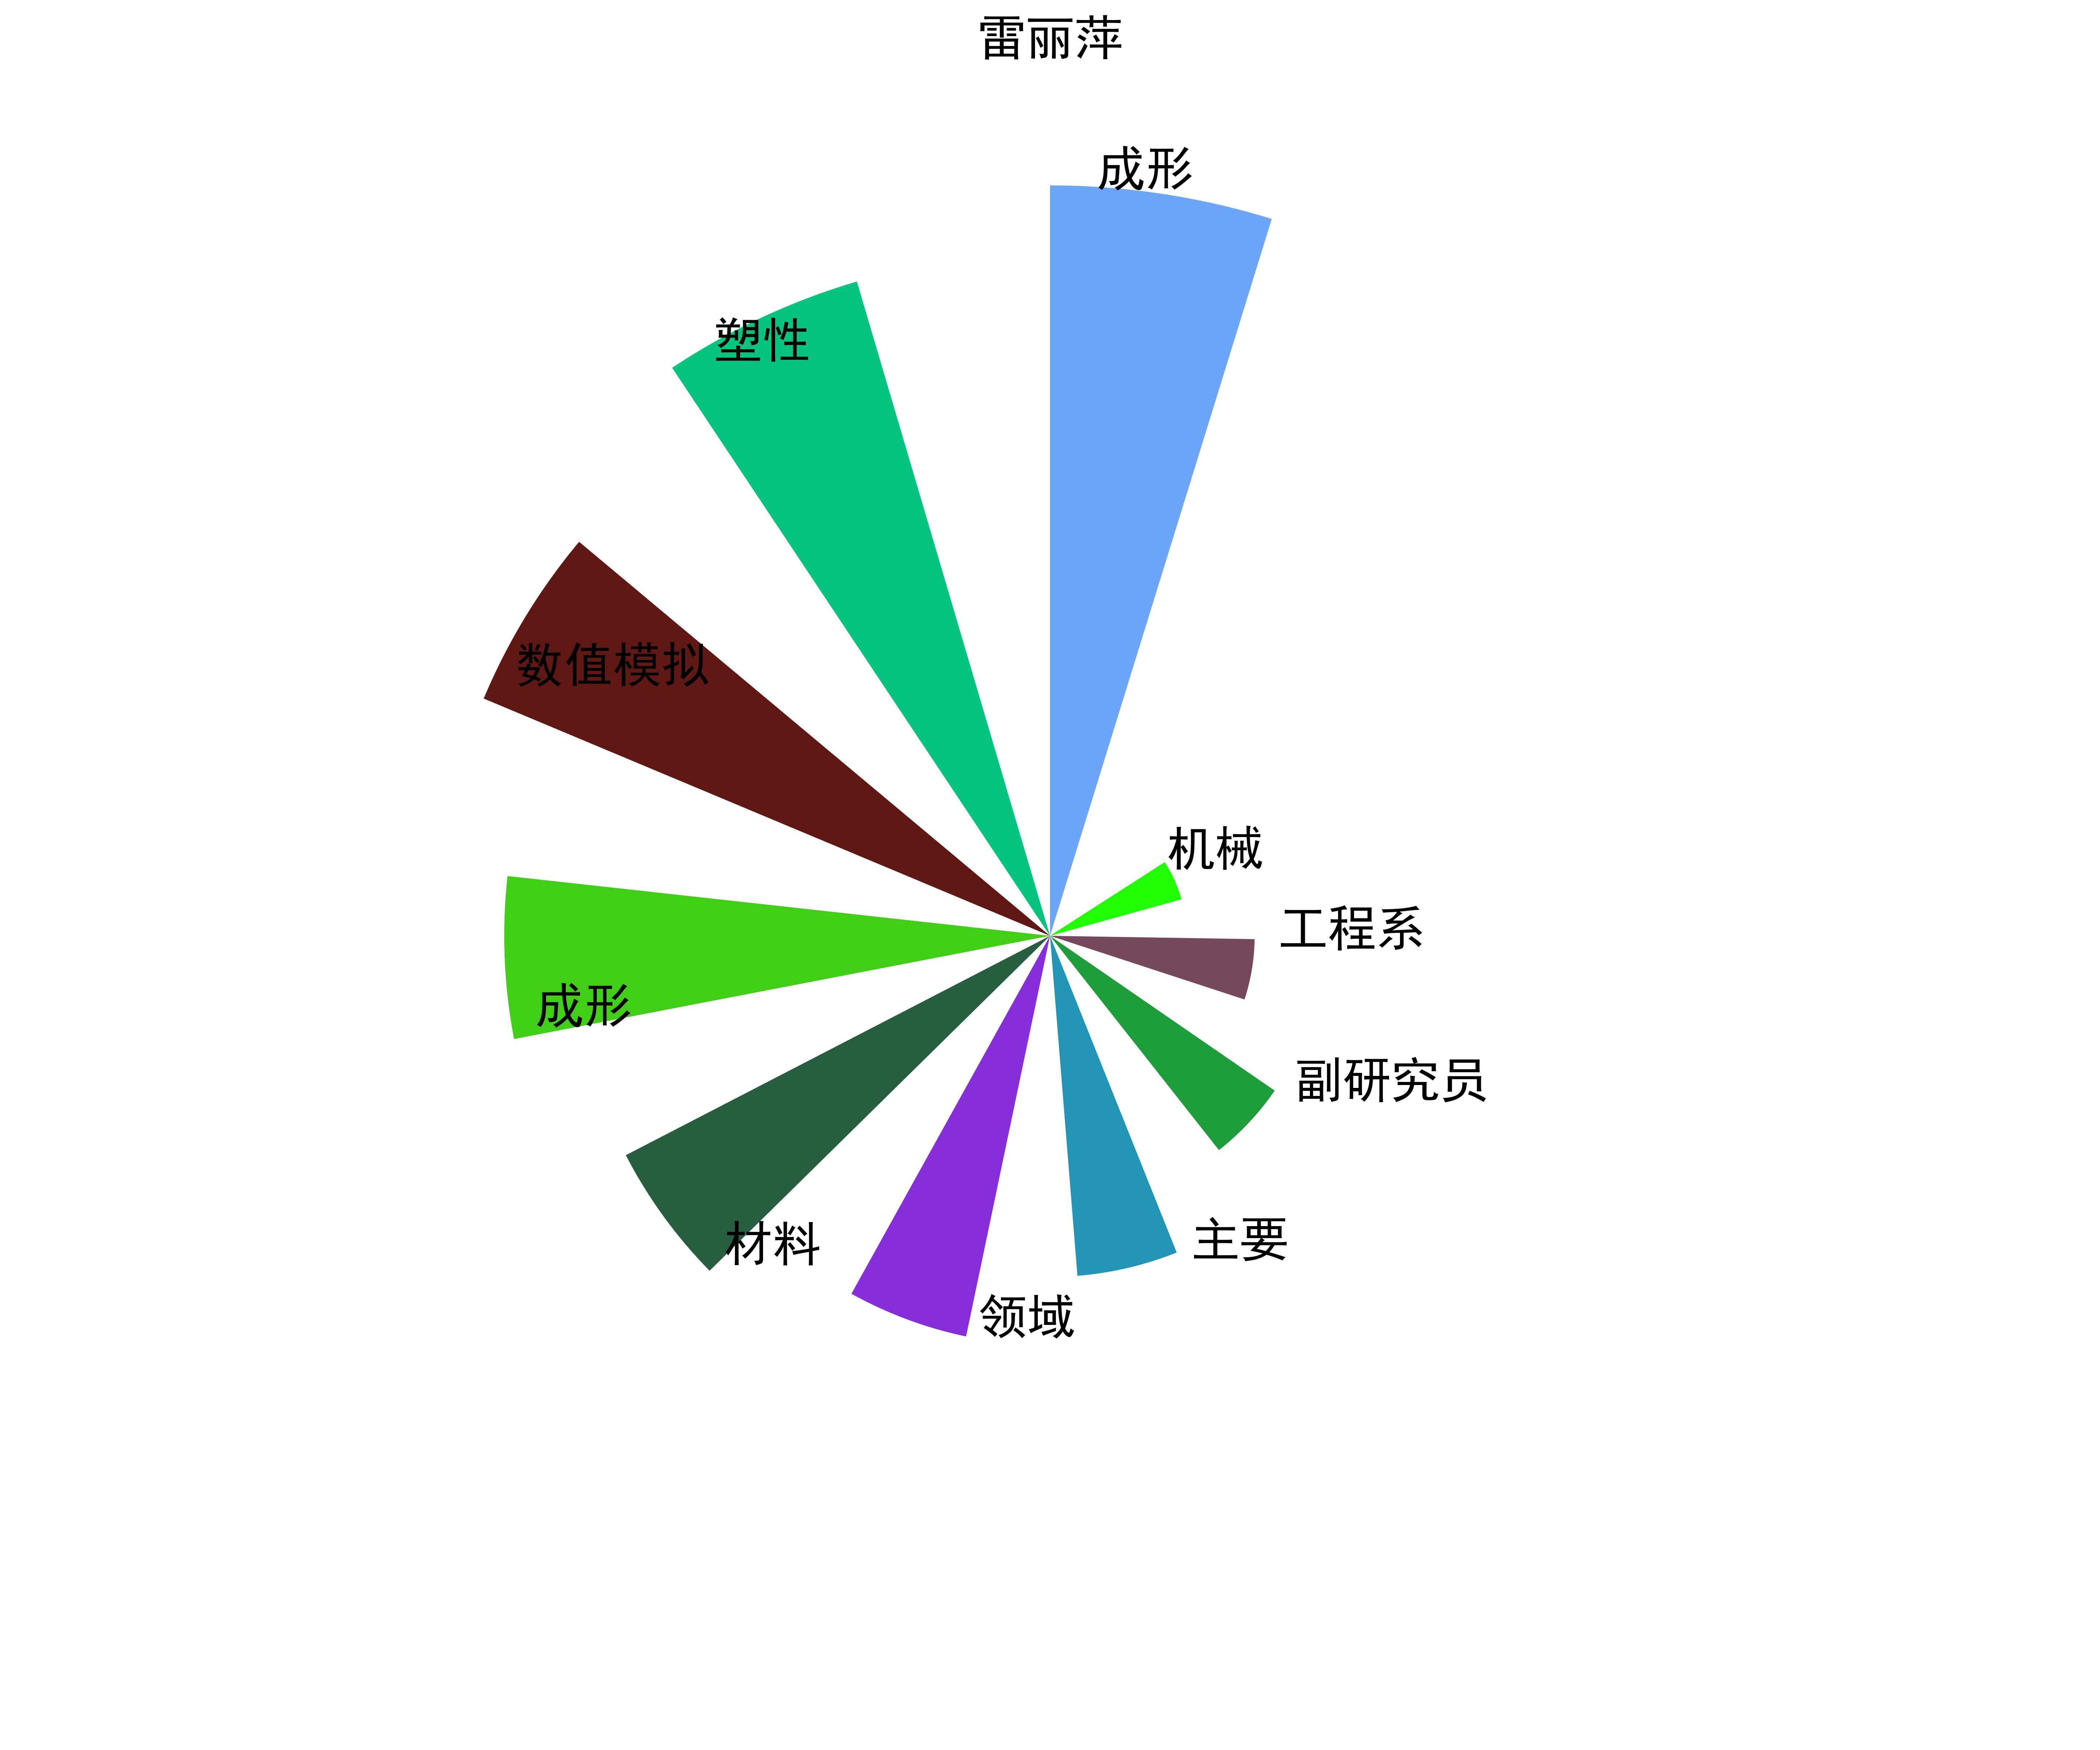 雷丽萍
成形
塑性
数值模拟
机械
工程系
成形
副研究员
主要
材料
领域